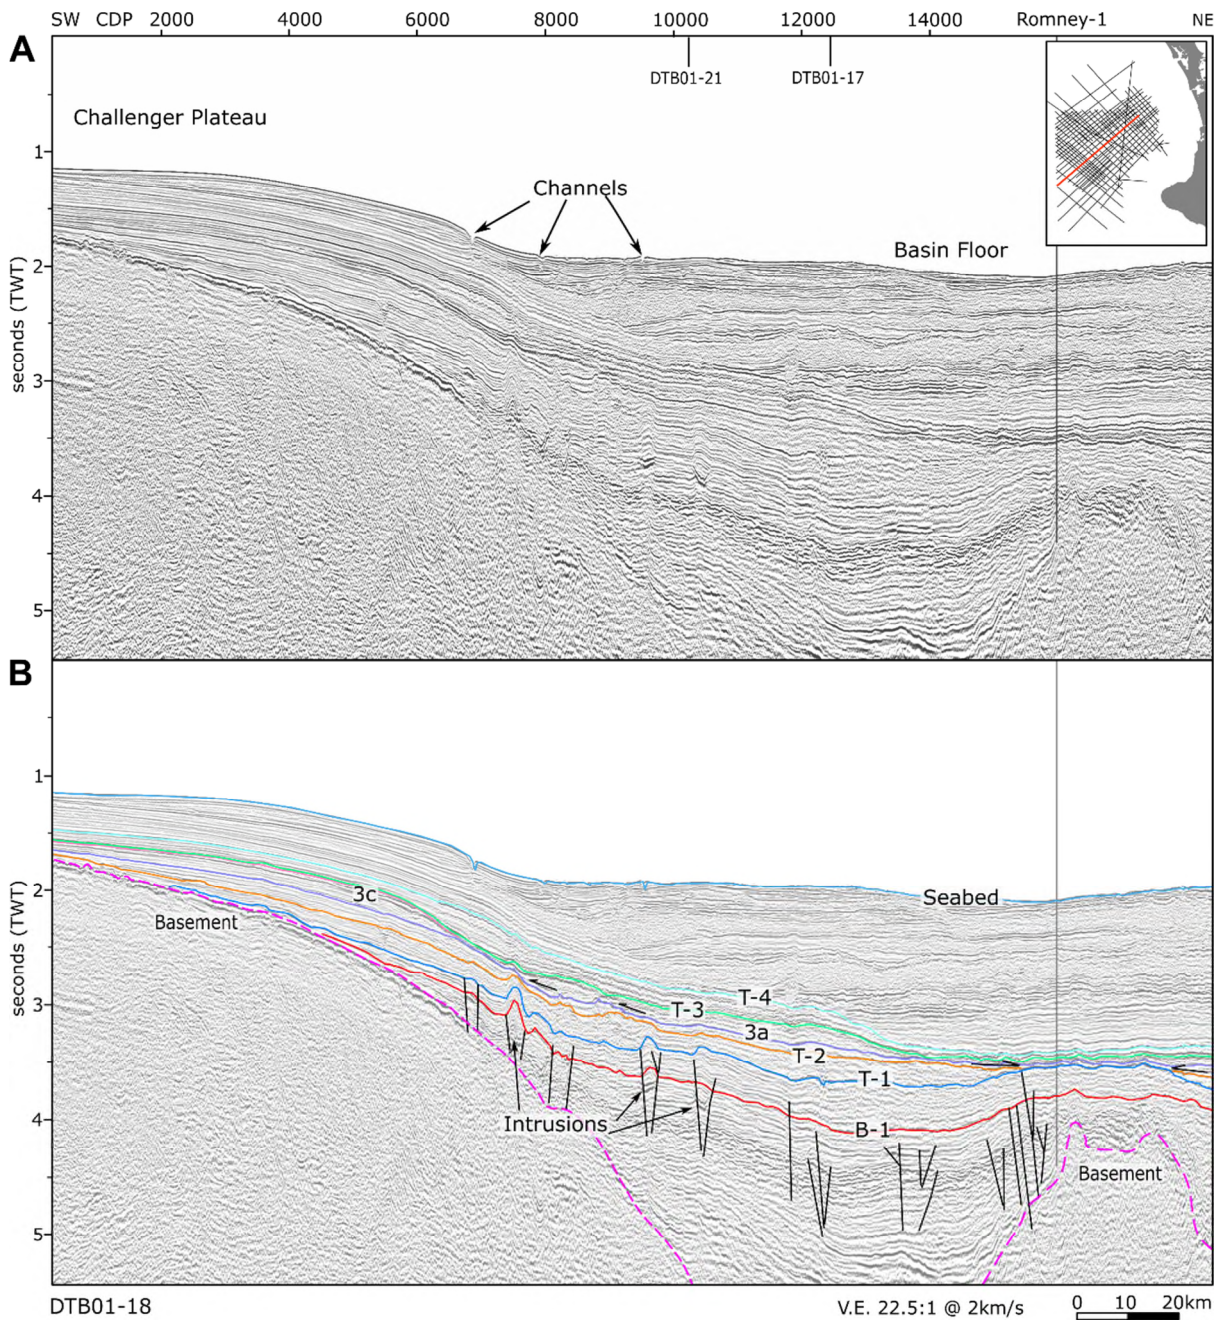 SW CDP 2000 4000 6000 8000 10000 12000 14000 Romney-1 NE
A
DTB01-21 DTB01-17
Challenger Plateau
1
Channels
Basin Floor
2
seconds (TWT)
3
4
5
B
1
2
3c
Seabed
Basement
seconds (TWT)
3
T-4
T-3
3a
T-2
T-1
4
Intrusions
B-1
Basement
5
DTB01-18 V.E. 22.5:1 @ 2km/s 0 10 20km